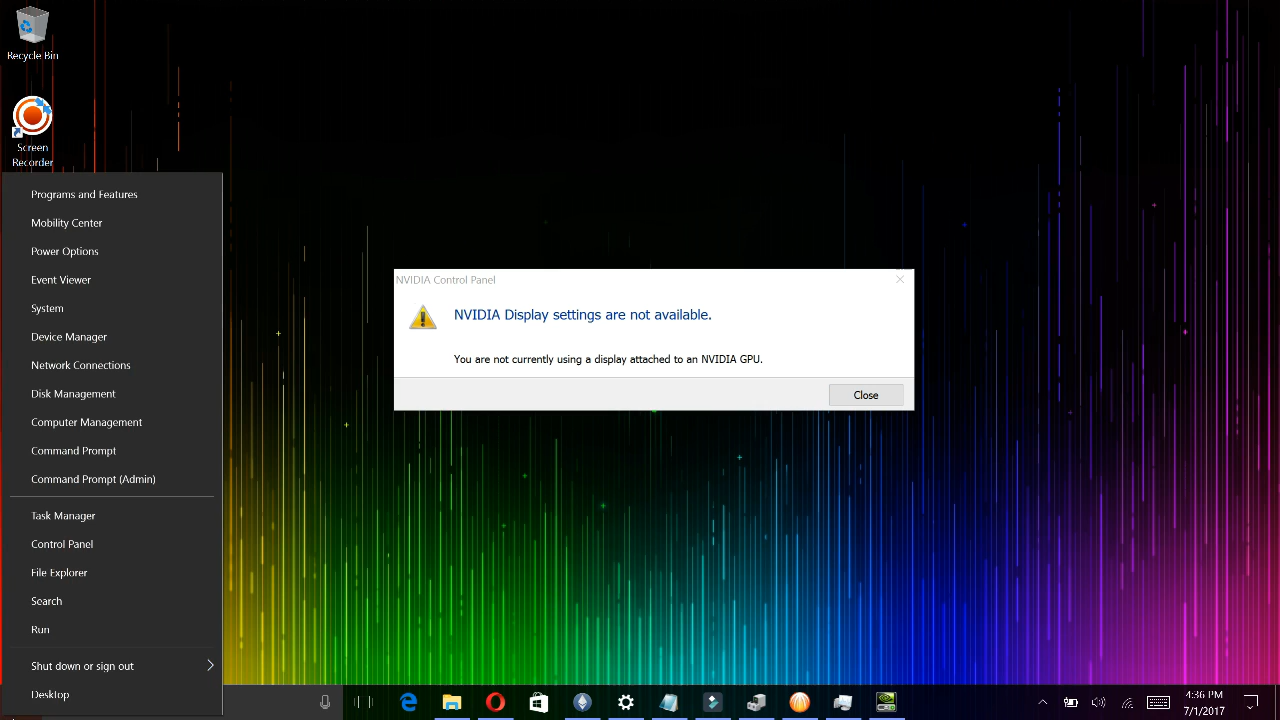 Recycle Bin
Screen
Recorder
Programs and Features
Mobility Center
Power Options
Event Viewer
System
Device Manager
Network Connections
Disk Management
Computer Management
Command Prompt
Command Prompt (Admin)
Task Manager
Control Panel
File Explorer
Search
Run
Shut down or sign out
Desktop
NVIDIA Control Panel
NVIDIA Display settings are not available.
You are not currently using a display attached to an NVIDIA GPU.
Close
4:36 PM
7/1/2017